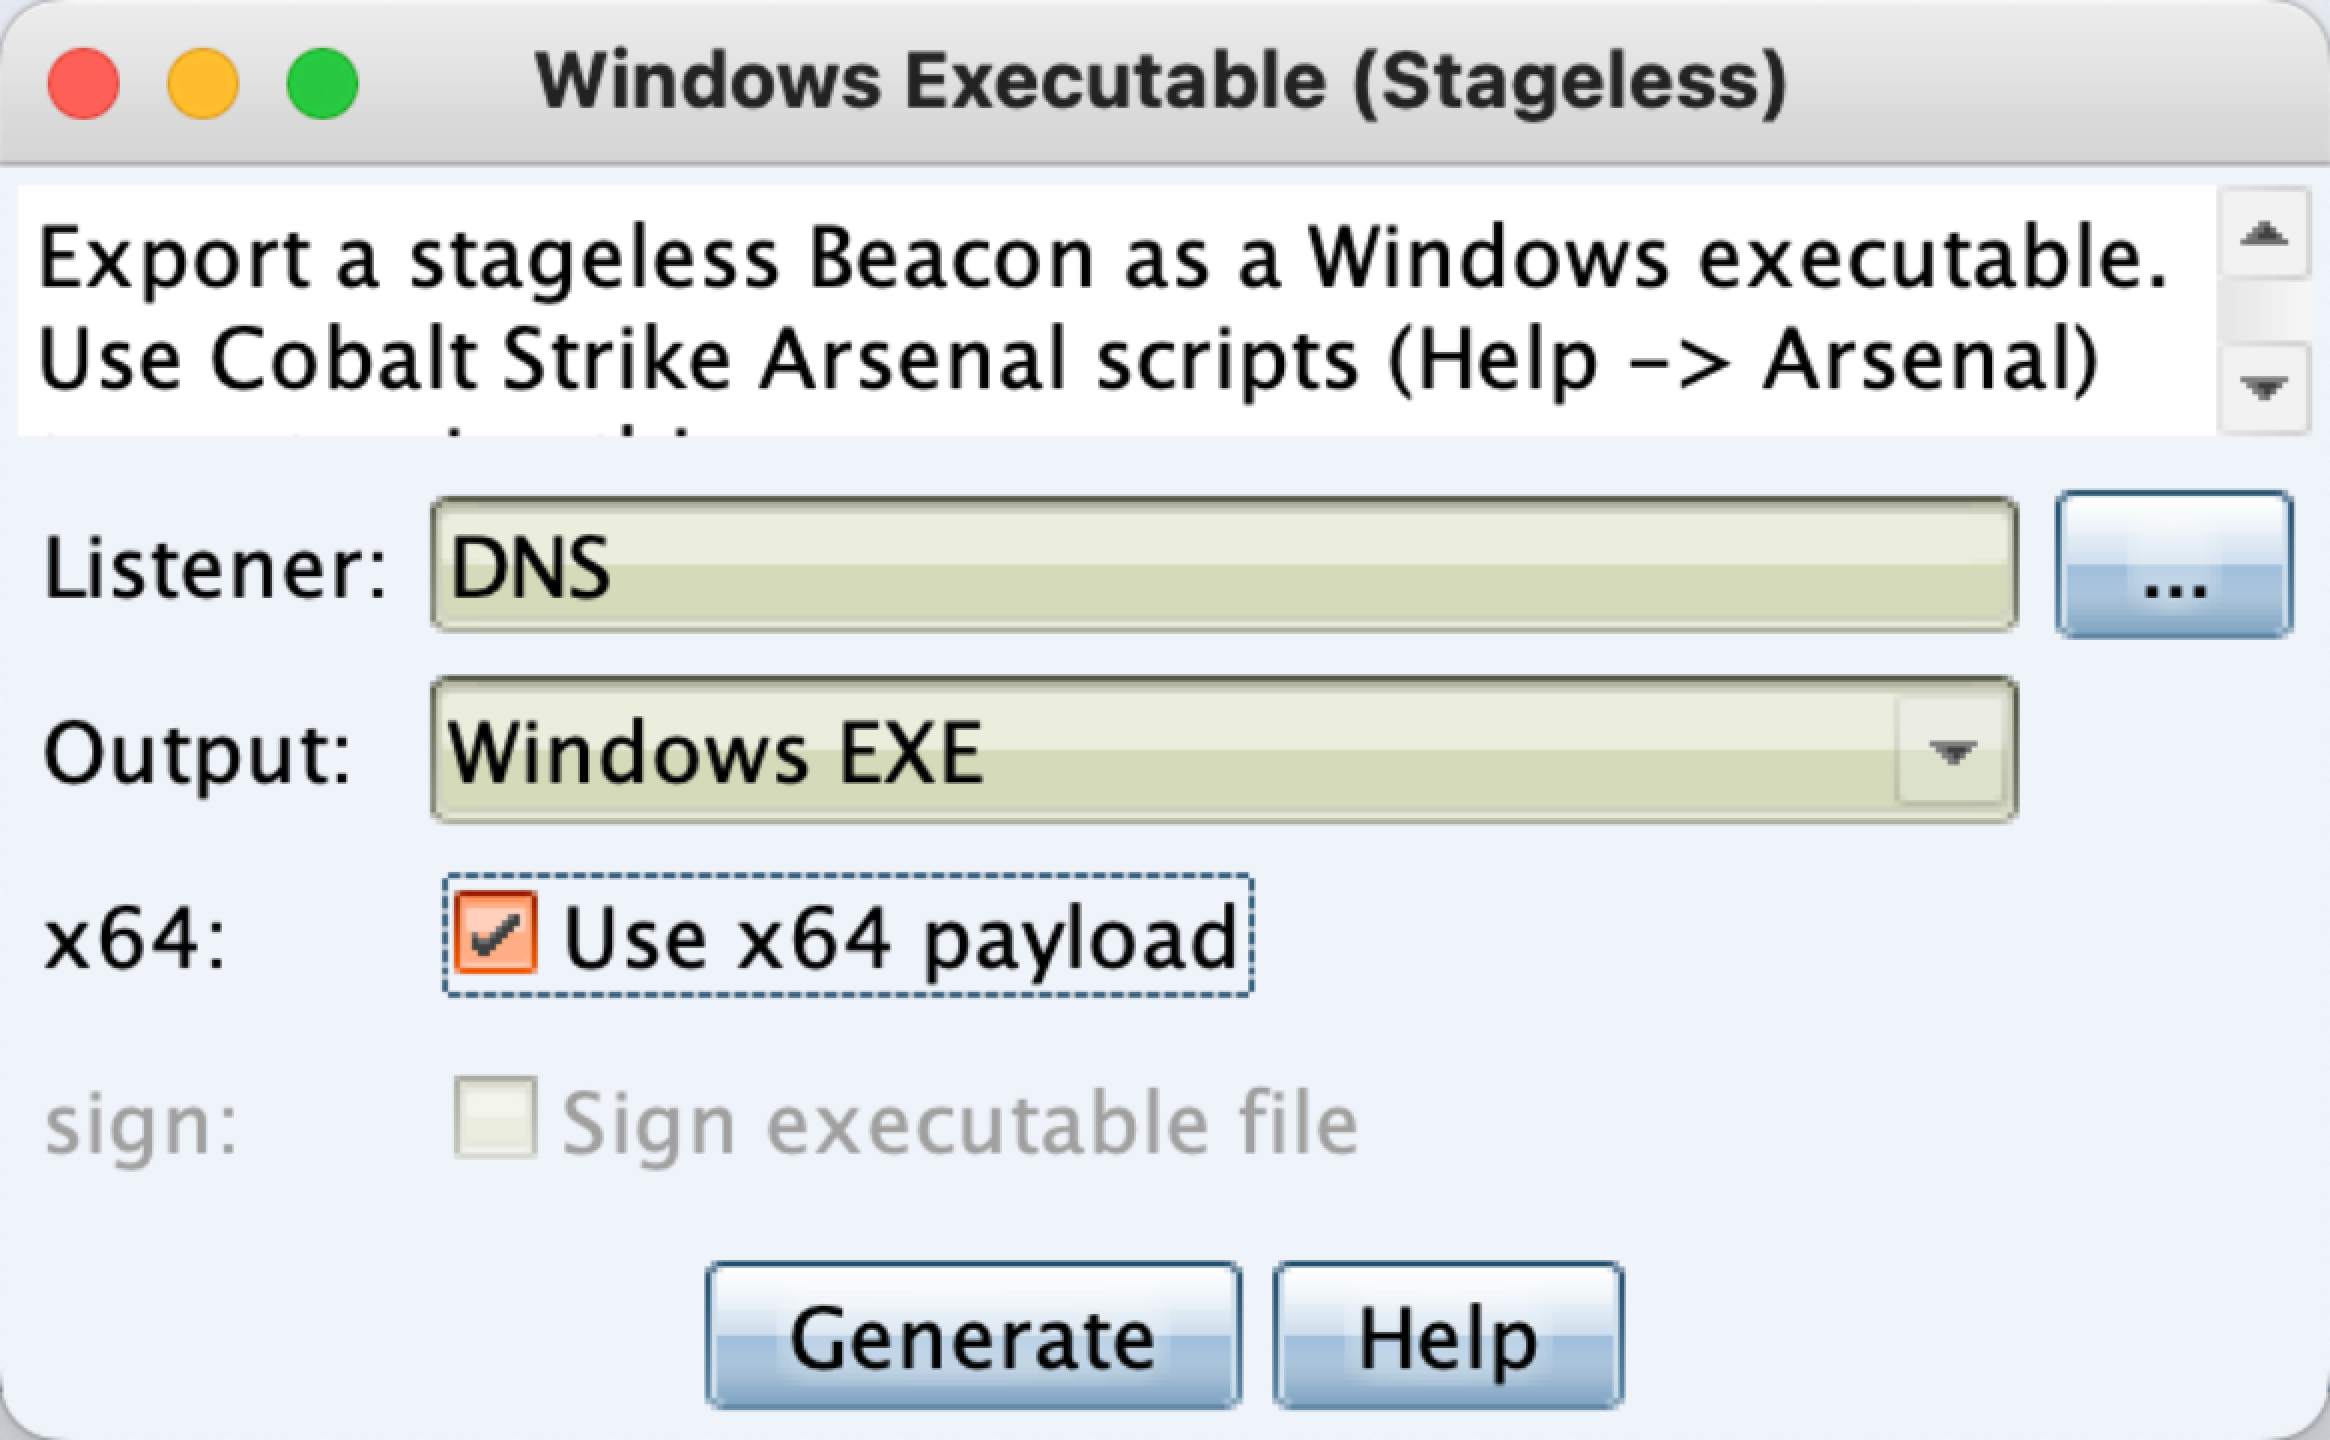 Windows Executable (Stageless)
Export a stageless Beacon as a Windows executable.
Use Cobalt Strike Arsenal scripts (Help -> Arsenal)
Listener: DNS ...
Output: Windows EXE
x64: Use x64 payload
sign: Sign executable file
Generate Help